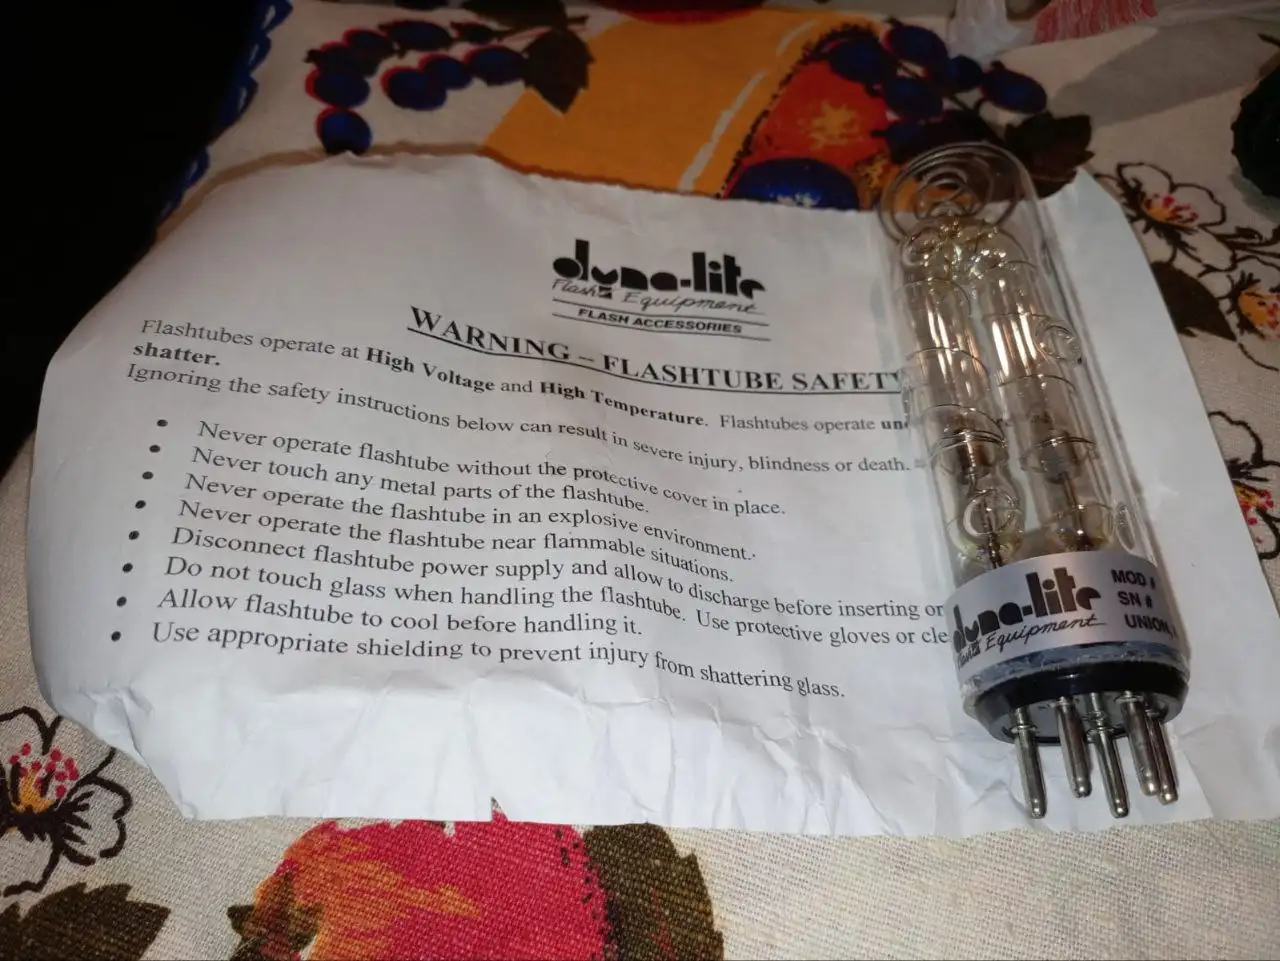 dyna-lite
Flash Equipment
FLASH ACCESSORIES
WARNING – FLASHTUBE SAFETY
Flashtubes operate at High Voltage and High Temperature. Flashtubes operate
shatter.
Ignoring the safety instructions below can result in severe injury, blindness or death.
• Never operate flashtube without the protective cover in place.
• Never touch any metal parts of the flashtube.
• Never operate the flashtube in an explosive environment.
• Never operate the flashtube near flammable situations.
• Disconnect flashtube power supply and allow to discharge before inserting or
• Do not touch glass when handling the flashtube. Use protective gloves or
• Allow flashtube to cool before handling it.
• Use appropriate shielding to prevent injury from shattering glass.
dyna-lite
Flash Equipment
MOD #
SN #
UNION